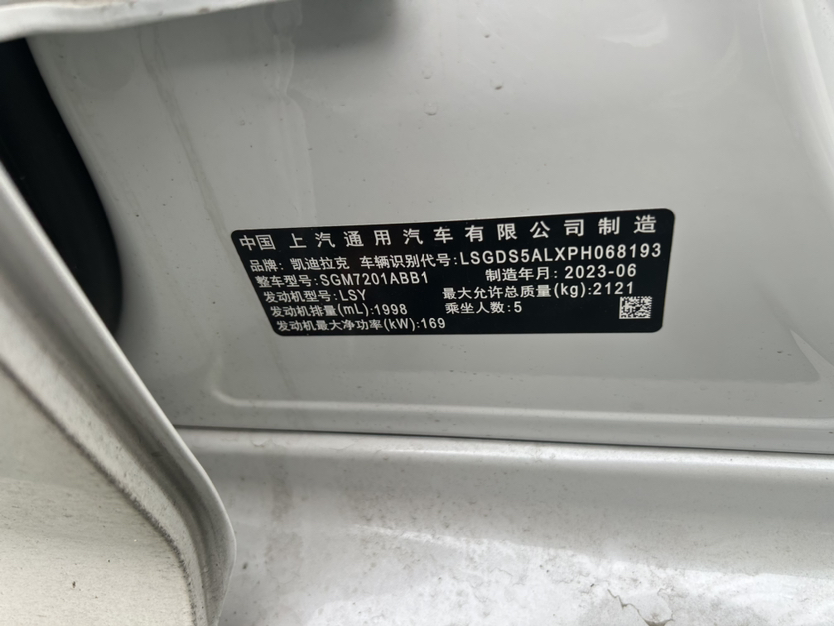 中国 上汽通用汽车有限公司制造
品牌：凯迪拉克 车辆识别代号：LSGDS5ALXPH068193
整车型号：SGM7201ABB1 制造年月：2023-06
发动机型号：LSY 最大允许总质量(kg)：2121
发动机排量(mL)：1998 乘坐人数：5
发动机最大净功率(kW)：169